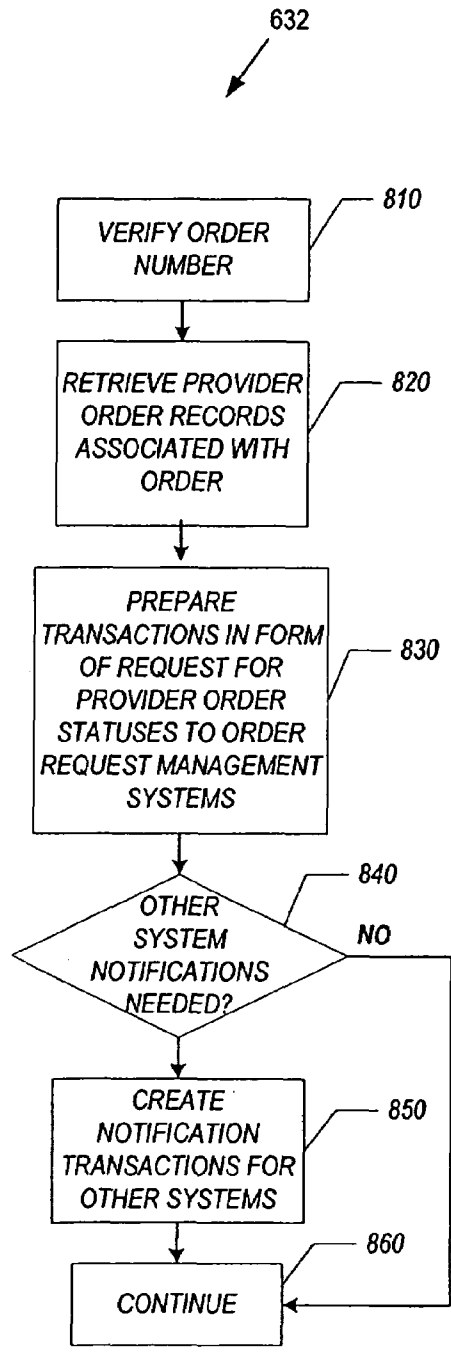 632
VERIFY ORDER
NUMBER
810
RETRIEVE PROVIDER
ORDER RECORDS
ASSOCIATED WITH
ORDER
820
PREPARE
TRANSACTIONS IN FORM
OF REQUEST FOR
PROVIDER ORDER
STATUSES TO ORDER
REQUEST MANAGEMENT
SYSTEMS
830
OTHER
SYSTEM
NOTIFICATIONS
NEEDED?
840
NO
CREATE
NOTIFICATION
TRANSACTIONS FOR
OTHER SYSTEMS
850
CONTINUE
860